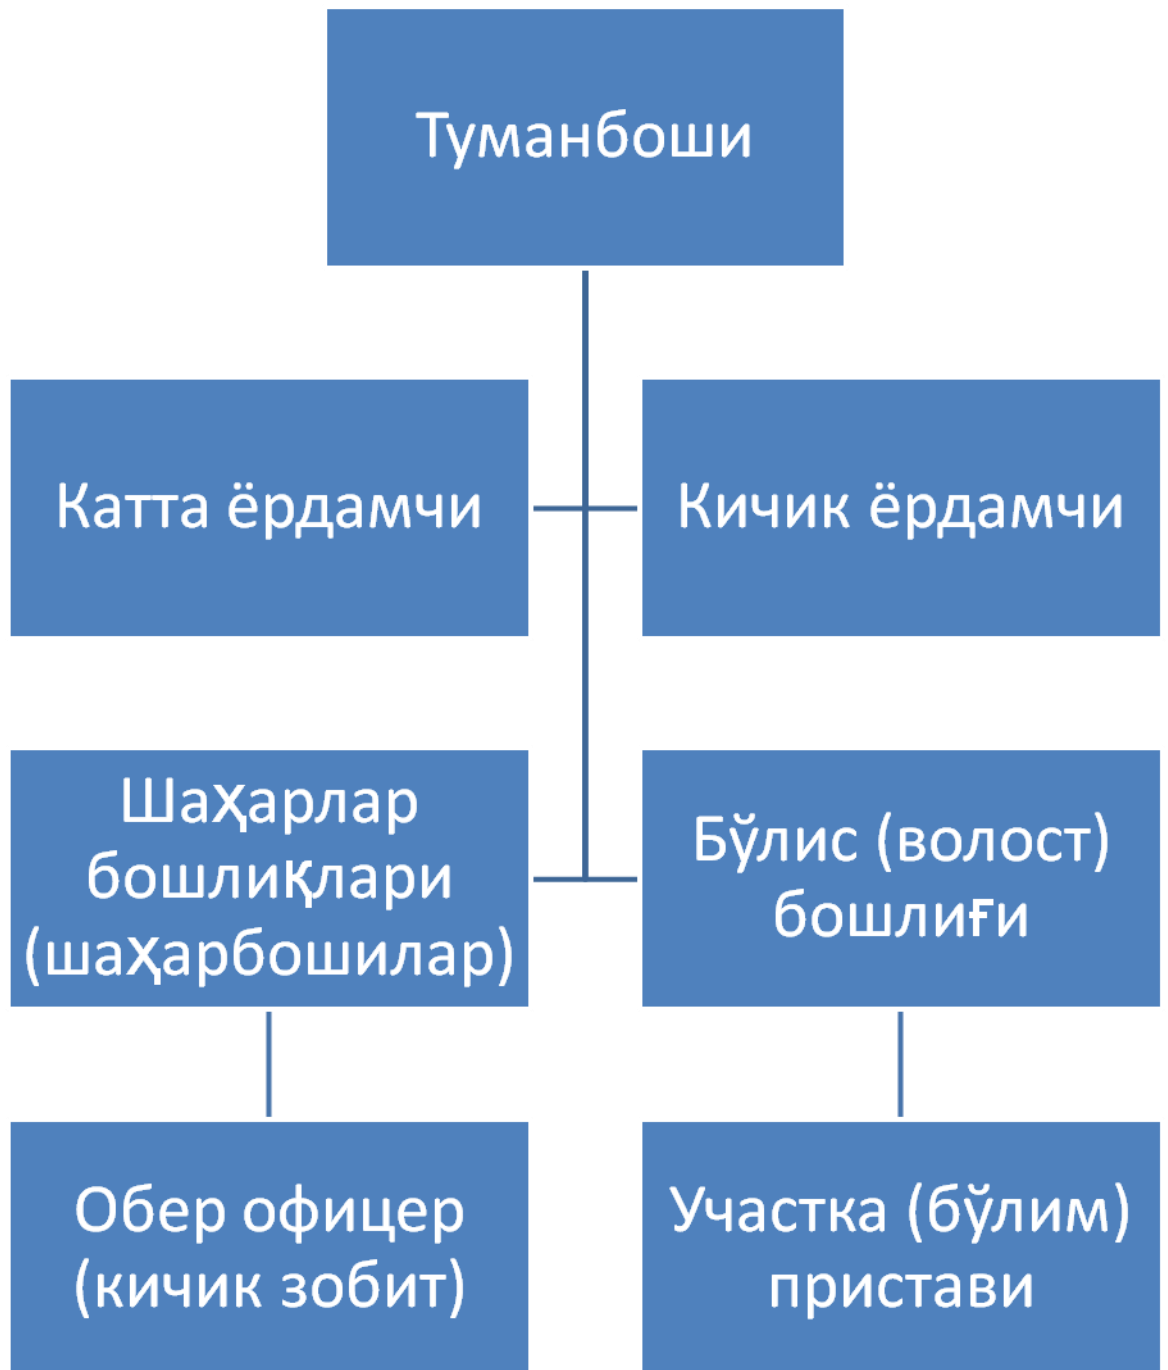 Туманбоши
Катта ёрдамчи
Кичик ёрдамчи
Шаҳарлар
бошлиқлари
(шаҳарбошилар)
Бўлис (волост)
бошлиғи
Обер офицер
(кичик зобит)
Участка (бўлим)
пристави